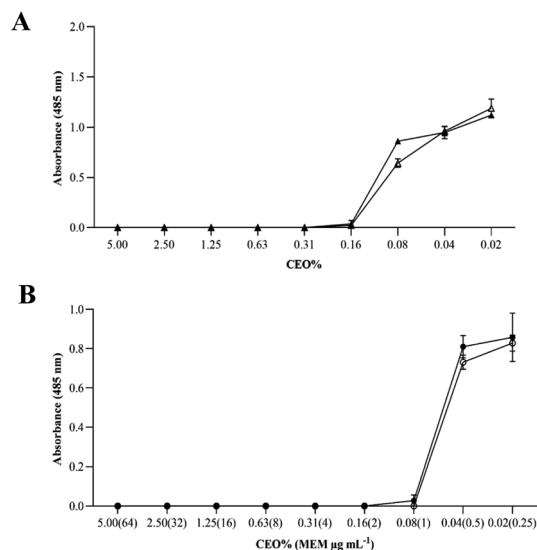 A
2.0
1.5
1.0
0.5
0.0
Absorbance (485 nm)
5.00 2.50 1.25 0.63 0.31 0.16 0.08 0.04 0.02
CEO%
B
1.0
0.8
0.6
0.4
0.2
0.0
Absorbance (485 nm)
5.00(64) 2.50(32) 1.25(16) 0.63(8) 0.31(4) 0.16(2) 0.08(1) 0.04(0.5) 0.02(0.25)
CEO% (MEM µg mL⁻¹)